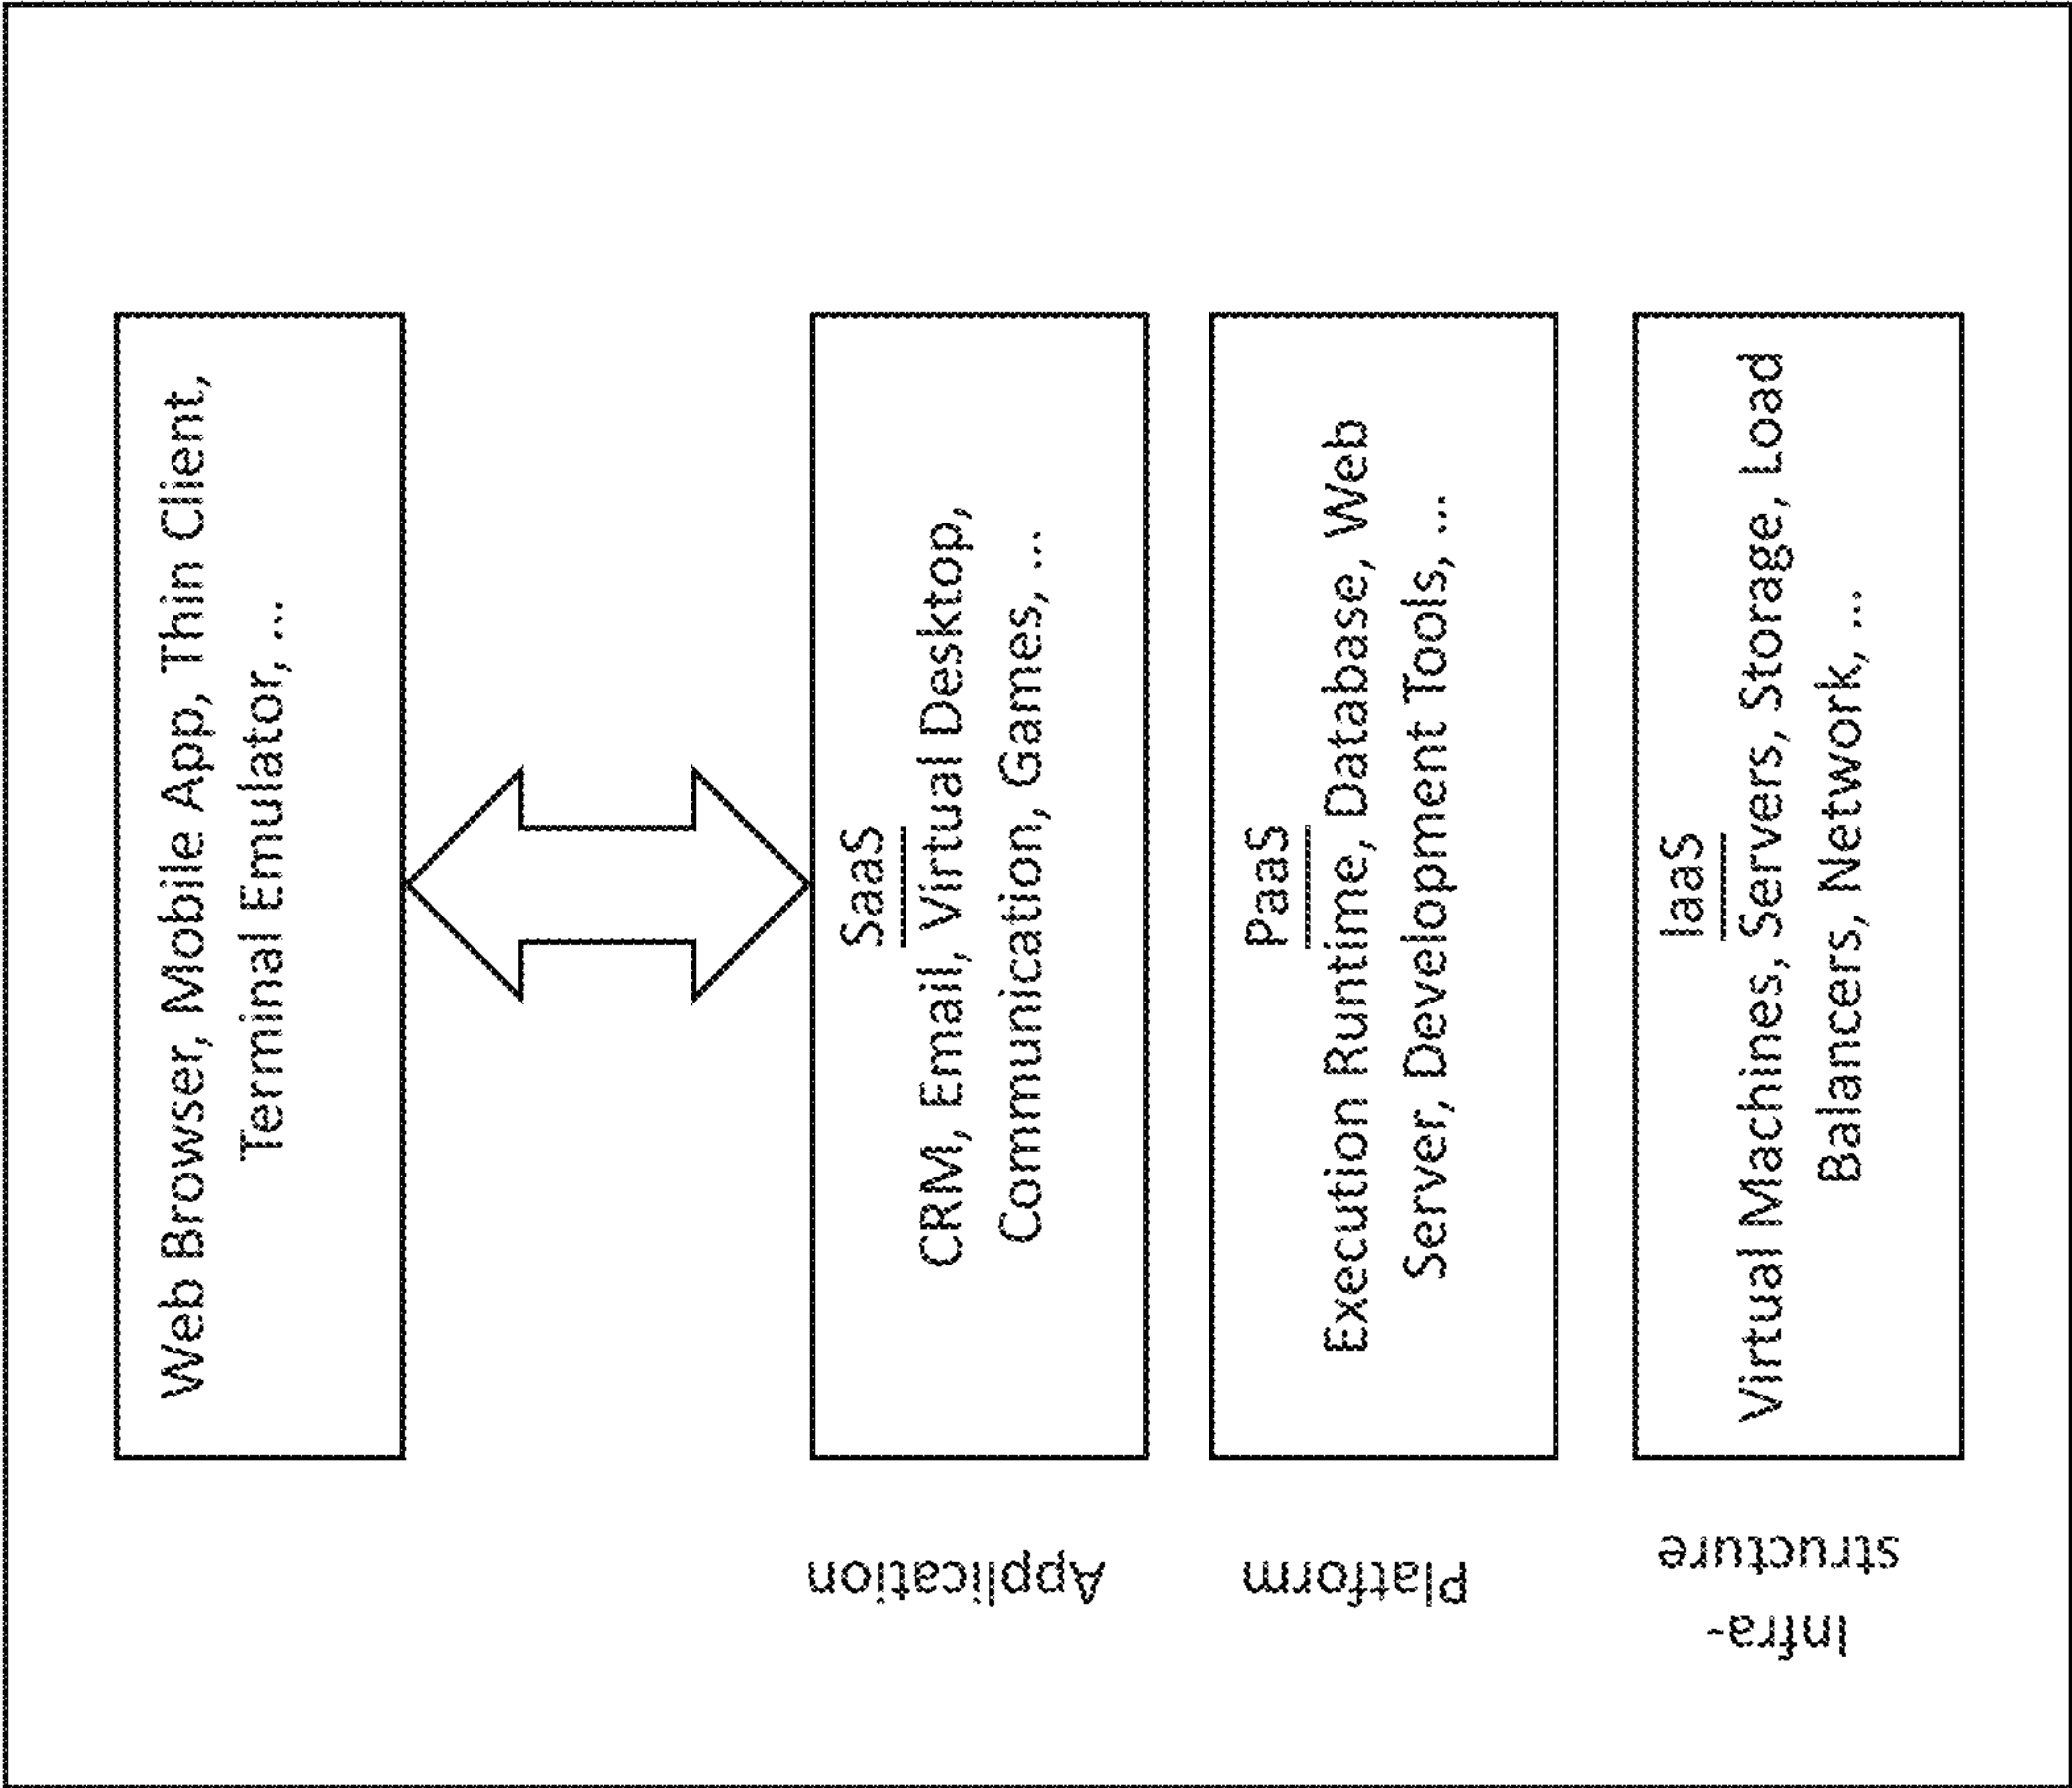 Web Browser, Mobile App, Thin Client,
Terminal Emulator, ...
Application
SaaS
CRM, Email, Virtual Desktop,
Communication, Games, ...
Platform
PaaS
Execution Runtime, Database, Web
Server, Development Tools, ...
Infra-
structure
IaaS
Virtual Machines, Servers, Storage, Load
Balancers, Network, ...